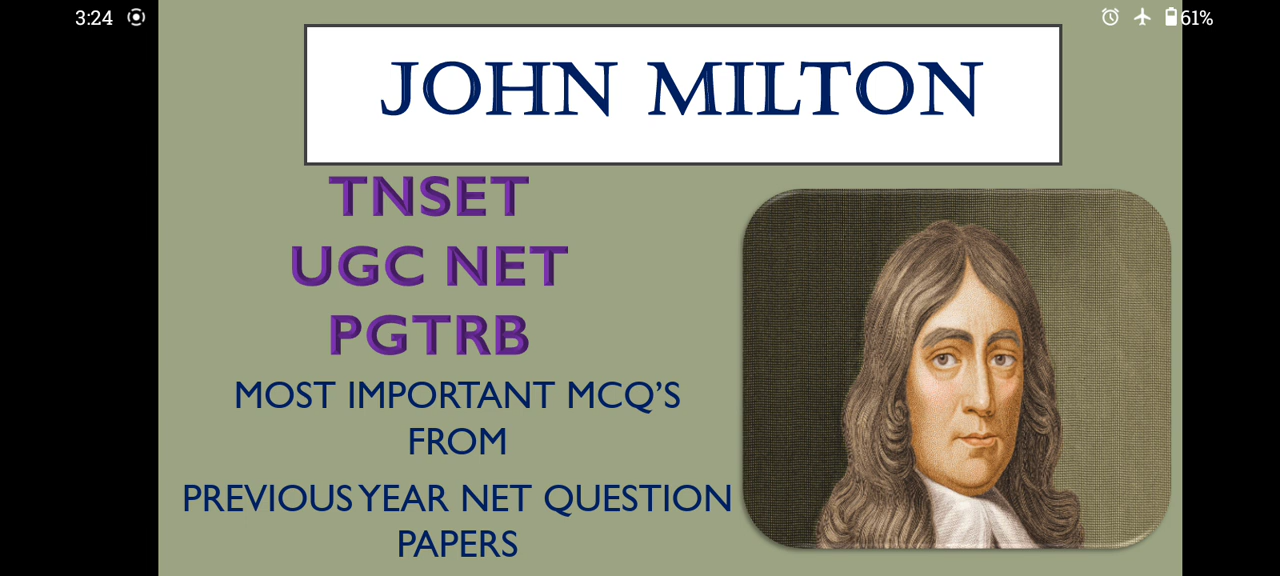 3:24
61%
JOHN MILTON
TNSET
UGC NET
PGTRB
MOST IMPORTANT MCQ’S
FROM
PREVIOUS YEAR NET QUESTION
PAPERS